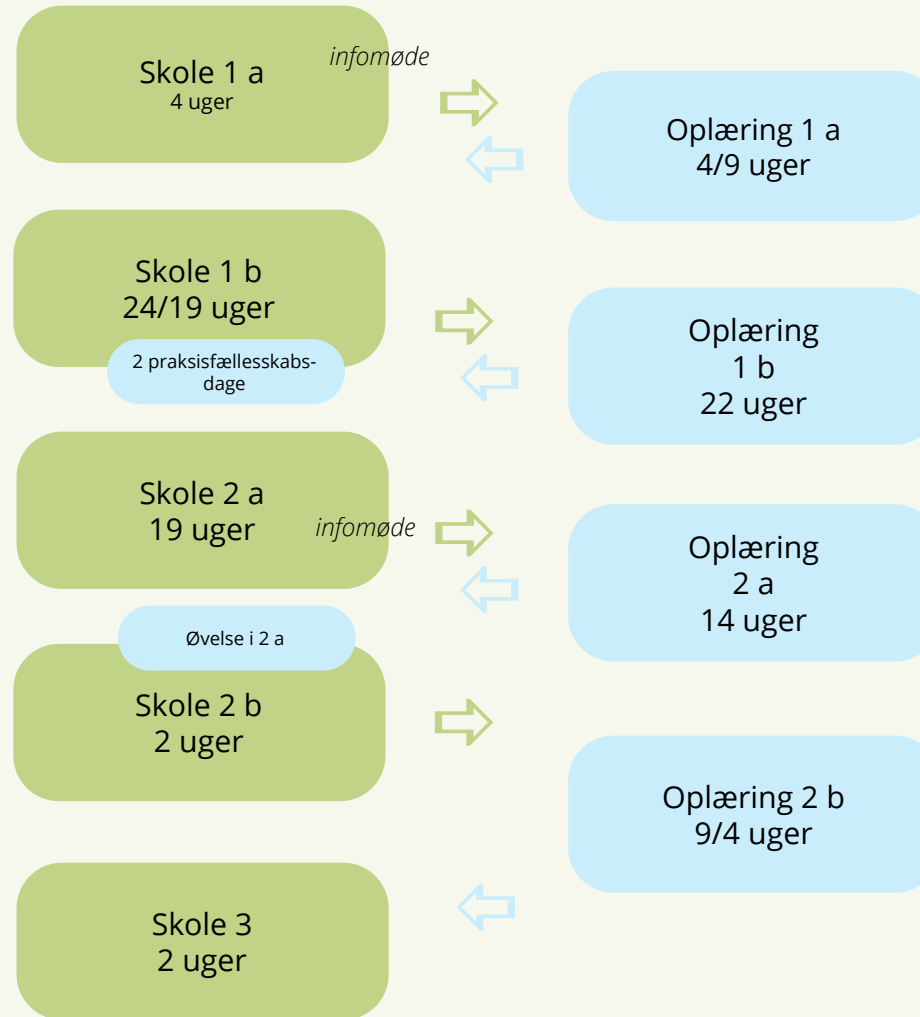 Skole 1 a
4 uger
infomøde
Oplæring 1 a
4/9 uger
Skole 1 b
24/19 uger
2 praksisfællesskabs-
dage
Oplæring
1 b
22 uger
Skole 2 a
19 uger
infomøde
Oplæring
2 a
14 uger
Øvelse i 2 a
Skole 2 b
2 uger
Oplæring 2 b
9/4 uger
Skole 3
2 uger